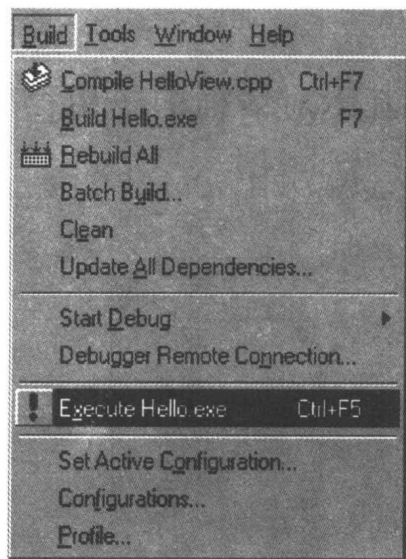 Build Tools Window Help
Compile HelloView.cpp Ctrl+F7
Build Hello.exe F7
Rebuild All
Batch Build...
Clean
Update All Dependencies...
Start Debug
Debugger Remote Connection...
Execute Hello.exe Ctrl+F5
Set Active Configuration...
Configurations...
Profile...